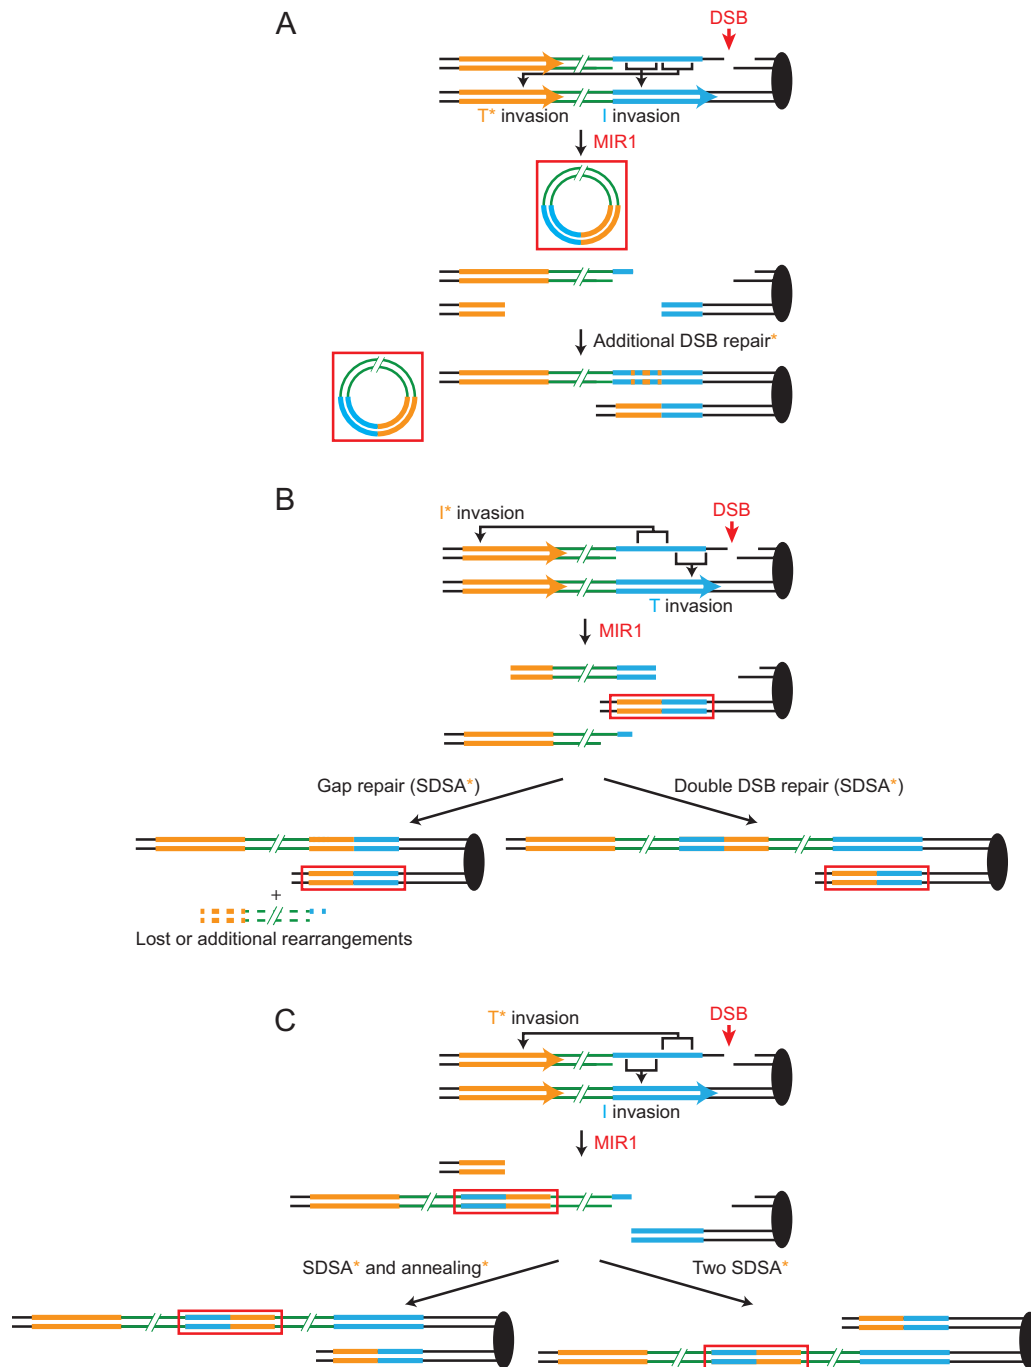 A
DSB
T* invasion
I invasion
MIR1
Additional DSB repair*
B
I* invasion
DSB
T invasion
MIR1
Gap repair (SDSA*)
Double DSB repair (SDSA*)
+
Lost or additional rearrangements
C
T* invasion
DSB
I invasion
MIR1
SDSA* and annealing*
Two SDSA*